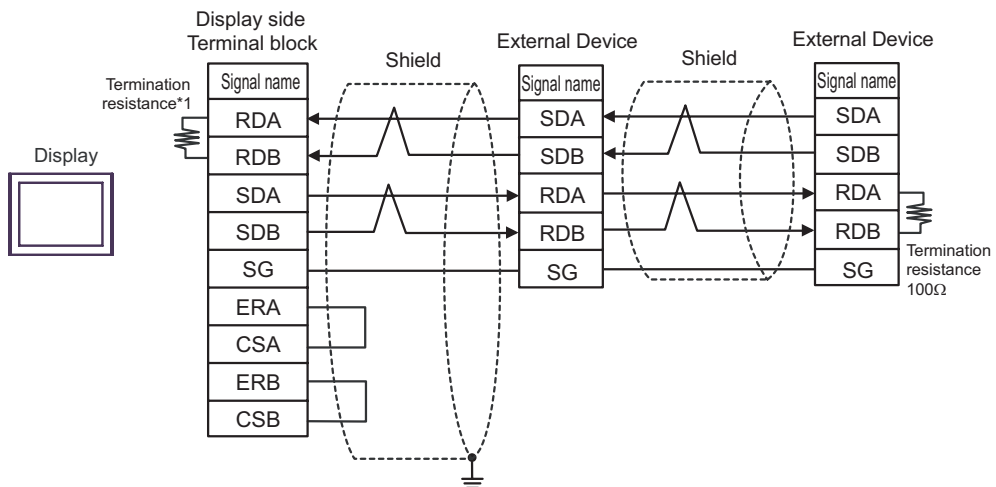 Display side
Terminal block
Shield
External Device
Shield
External Device
Termination
resistance*1
Display
Signal name
RDA
RDB
SDA
SDB
SG
ERA
CSA
ERB
CSB
Signal name
SDA
SDB
RDA
RDB
SG
Signal name
SDA
SDB
RDA
RDB
SG
Termination
resistance
100Ω